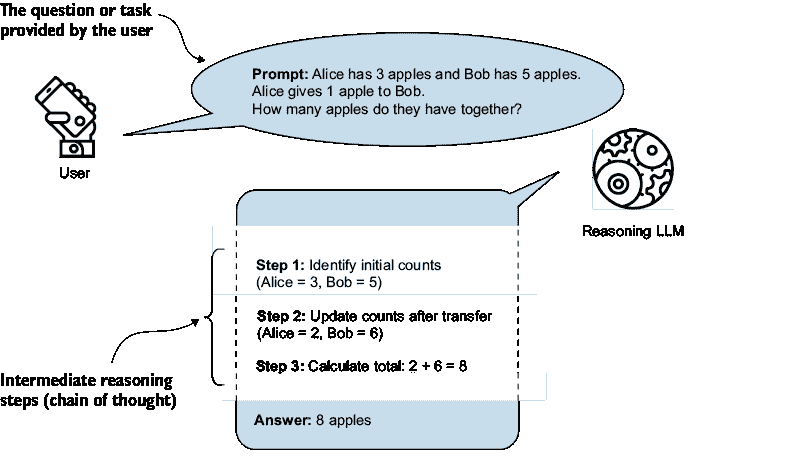 The question or task
provided by the user
Prompt: Alice has 3 apples and Bob has 5 apples.
Alice gives 1 apple to Bob.
How many apples do they have together?
User
Reasoning LLM
Step 1: Identify initial counts
(Alice = 3, Bob = 5)
Step 2: Update counts after transfer
(Alice = 2, Bob = 6)
Step 3: Calculate total: 2 + 6 = 8
Intermediate reasoning
steps (chain of thought)
Answer: 8 apples